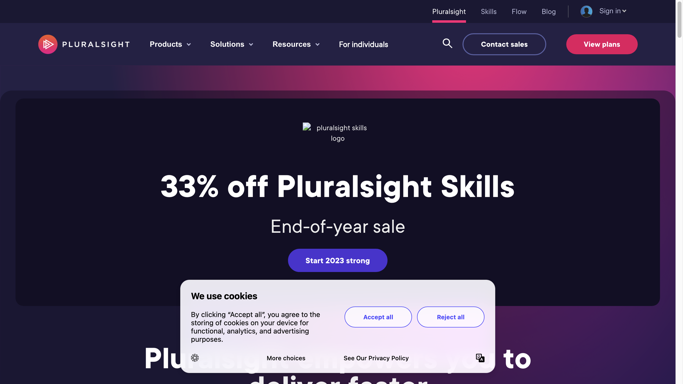 Pluralsight Skills Flow Blog Sign in
PLURALSIGHT Products Solutions Resources For individuals Contact sales View plans
pluralsight skills
logo
33% off Pluralsight Skills
End-of-year sale
Start 2023 strong
We use cookies
By clicking “Accept all”, you agree to the
storing of cookies on your device for
functional, analytics, and advertising
purposes.
Accept all Reject all
More choices See Our Privacy Policy
to
deliver faster